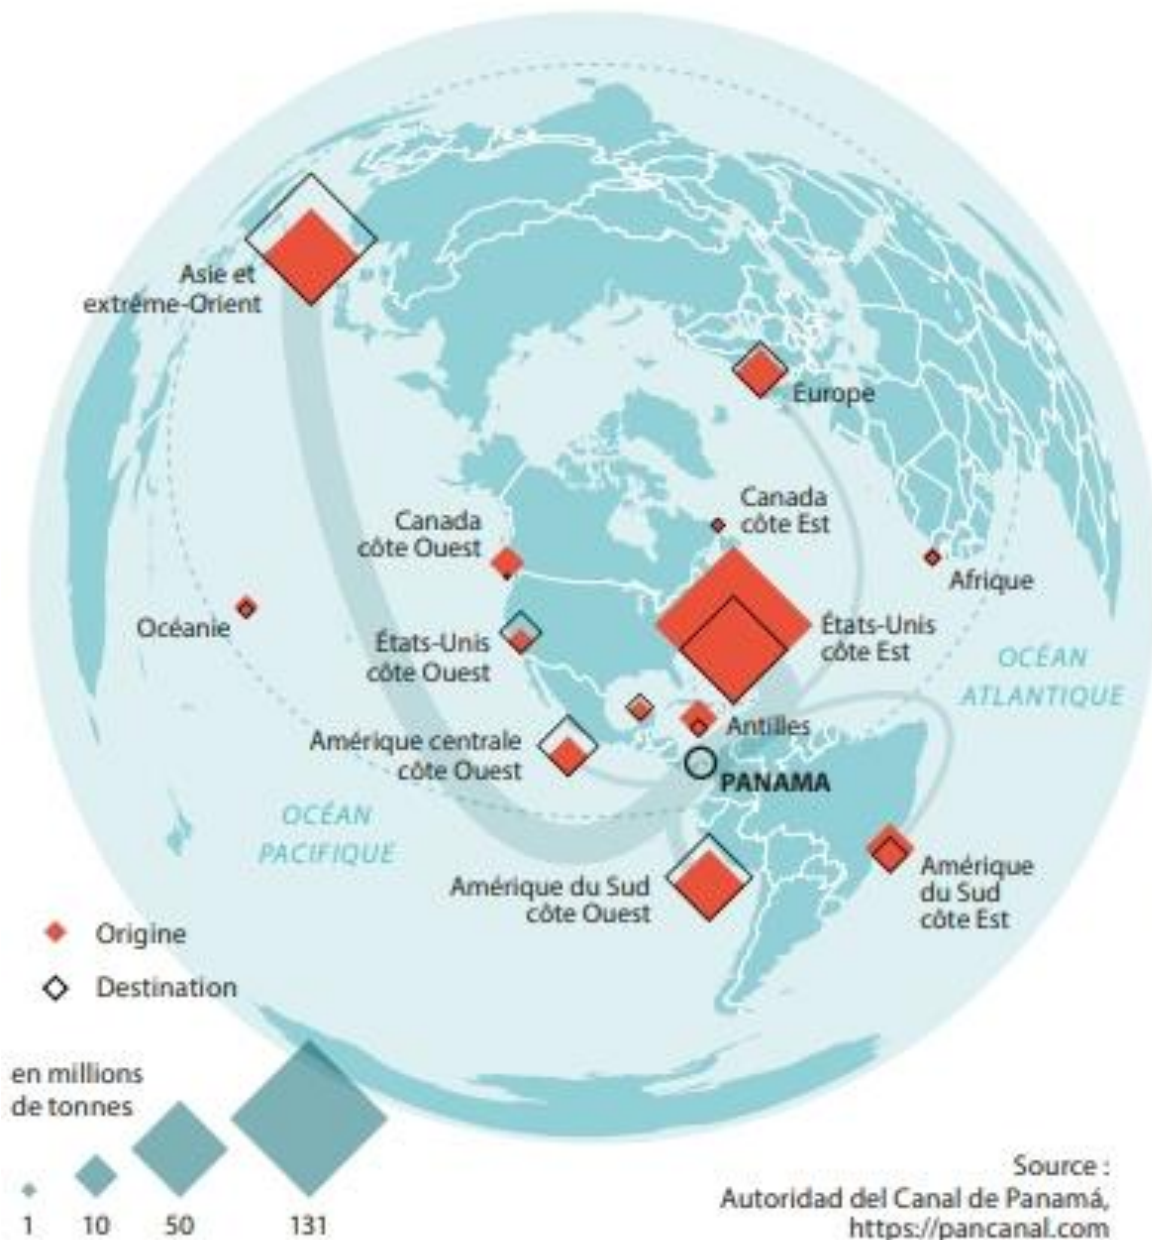 Asie et
extrême-Orient
Europe
Canada
côte Ouest
Canada
côte Est
Afrique
Océanie
États-Unis
côte Ouest
États-Unis
côte Est
OCÉAN
ATLANTIQUE
Amérique centrale
côte Ouest
Antilles
PANAMA
OCÉAN
PACIFIQUE
Amérique du Sud
côte Ouest
Amérique
du Sud
côte Est
Origine
Destination
en millions
de tonnes
1 10 50 131
Source :
Autoridad del Canal de Panamá,
https://pancanal.com